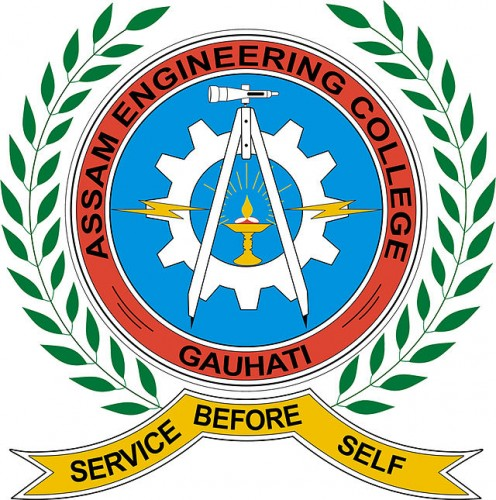 ASSAM ENGINEERING COLLEGE
GAUHATI
SERVICE BEFORE SELF